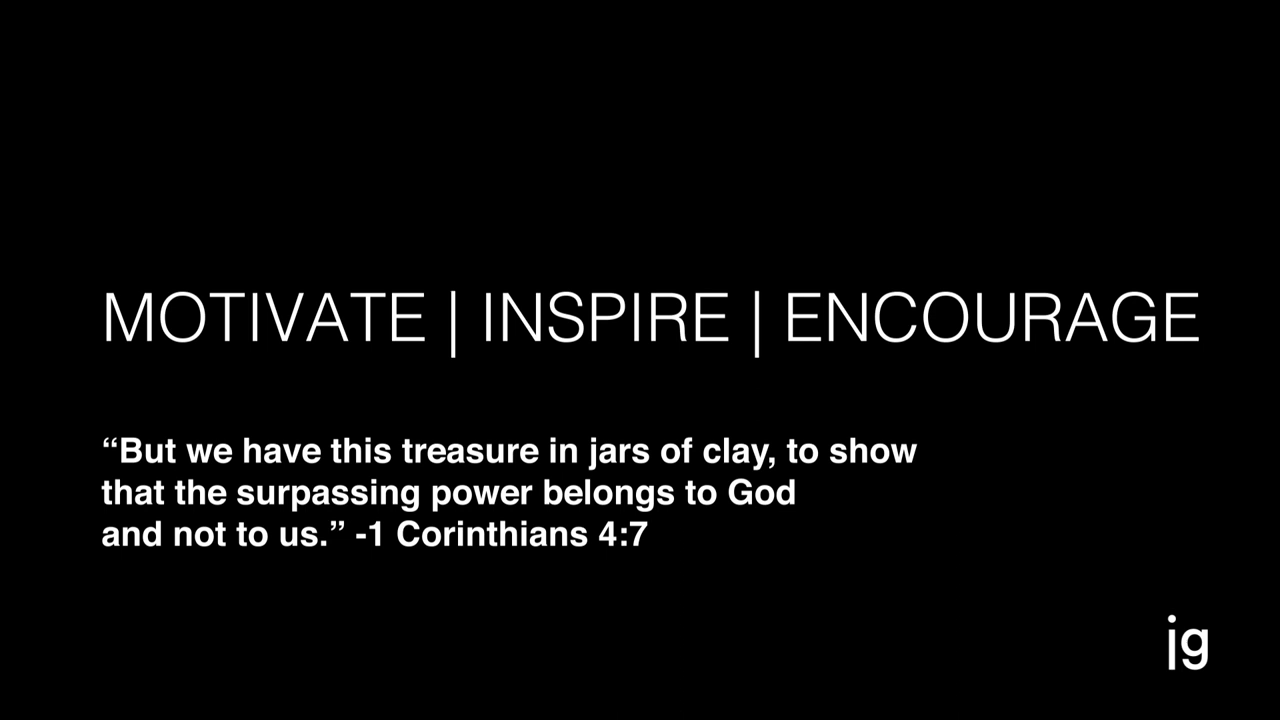 MOTIVATE | INSPIRE | ENCOURAGE
“But we have this treasure in jars of clay, to show
that the surpassing power belongs to God
and not to us.” -1 Corinthians 4:7
jg